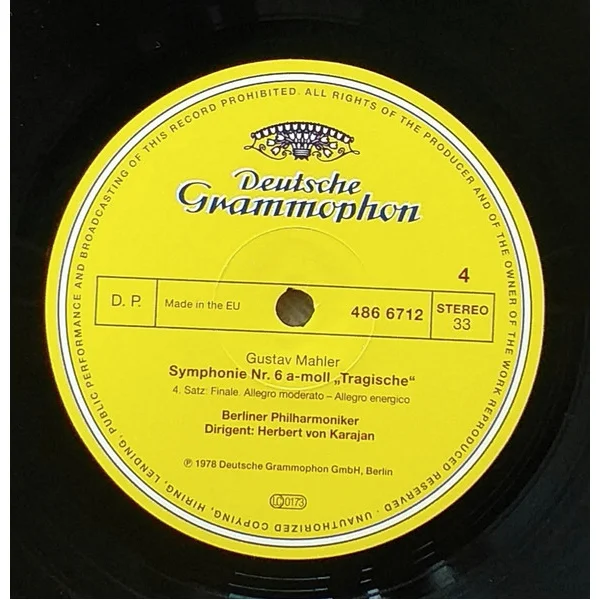 PUBLIC PERFORMANCE AND BROADCASTING OF THIS RECORD PROHIBITED. ALL RIGHTS OF THE PRODUCER AND OF THE OWNER OF THE WORK REPRODUCED RESERVED · UNAUTHORIZED COPYING, HIRING, LENDING,
Deutsche
Grammophon
4
D. P. Made in the EU 486 6712 STEREO
33
Gustav Mahler
Symphonie Nr. 6 a-moll „Tragische“
4. Satz: Finale. Allegro moderato – Allegro energico
Berliner Philharmoniker
Dirigent: Herbert von Karajan
℗ 1978 Deutsche Grammophon GmbH, Berlin
LC 0173